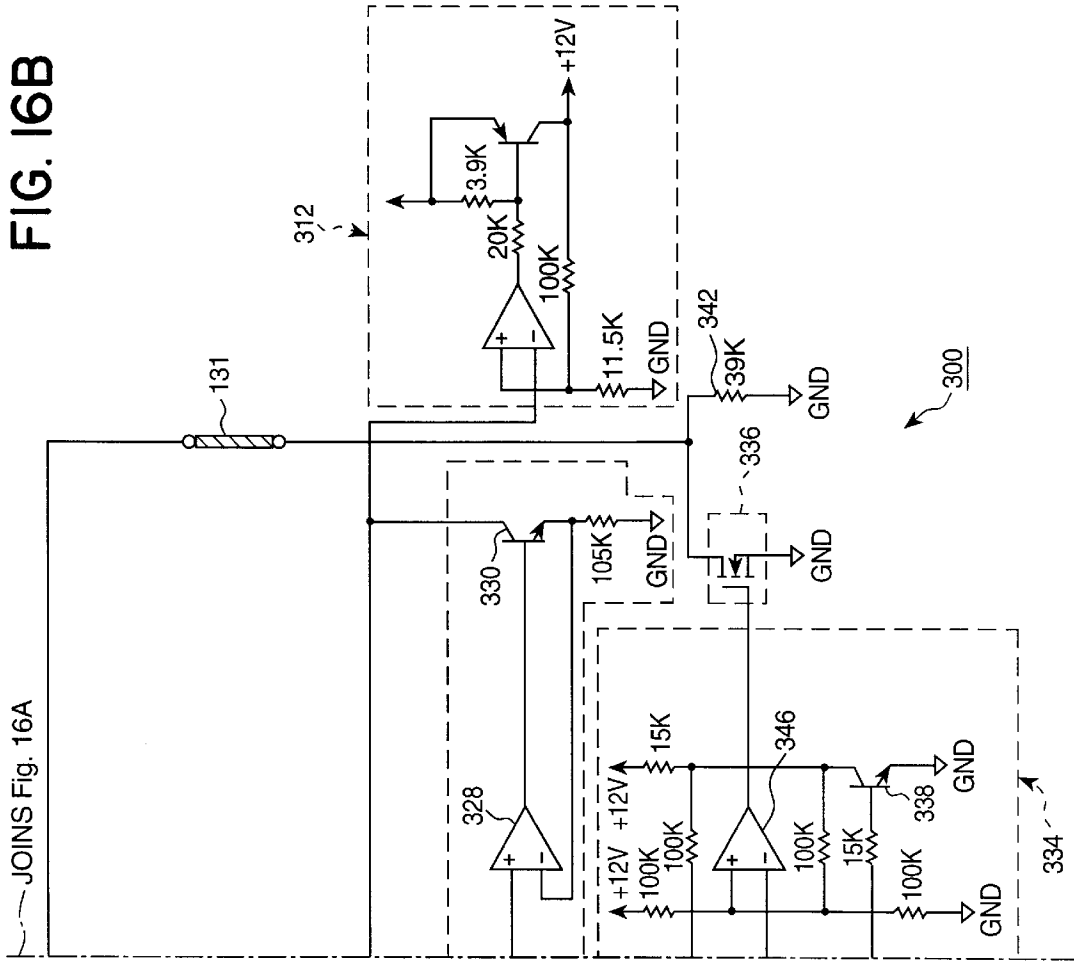 FIG. 16B
JOINS Fig. 16A
131
312
3.9K
20K
+12V
+
−
100K
11.5K
GND
330
328
+
−
105K
GND
342
39K
GND
336
GND
300
+12V
+12V
15K
100K
100K
346
+
−
100K
15K
338
100K
GND
GND
334